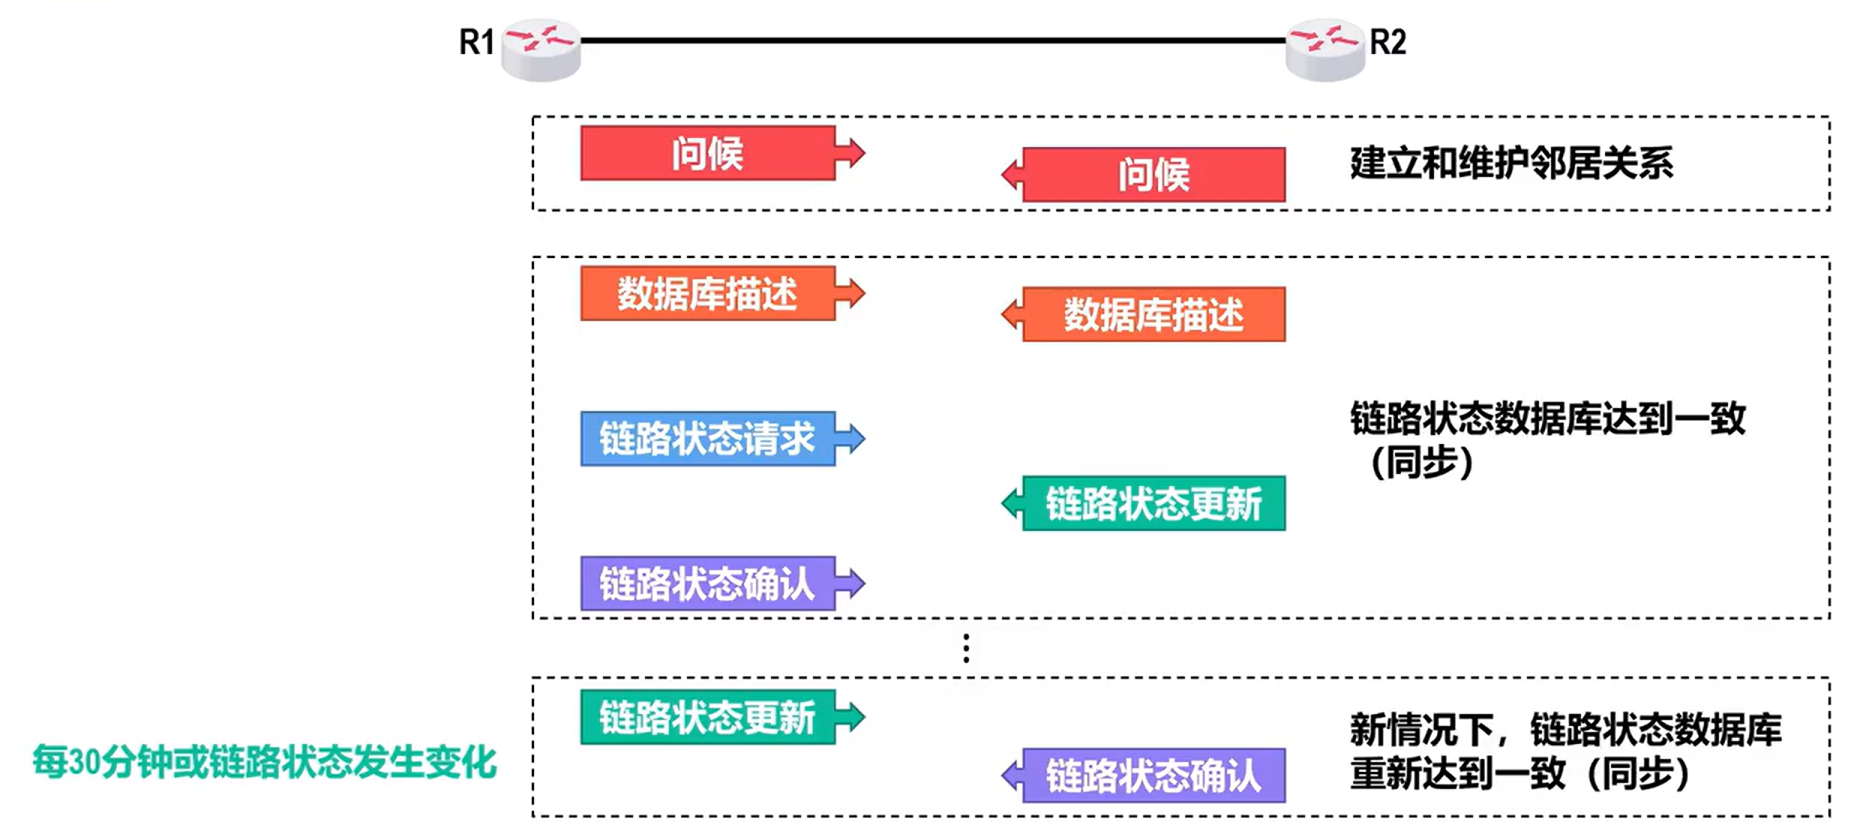 R1
R2
问候
问候
建立和维护邻居关系
数据库描述
数据库描述
链路状态请求
链路状态数据库达到一致
（同步）
链路状态更新
链路状态确认
链路状态更新
每30分钟或链路状态发生变化
链路状态确认
新情况下，链路状态数据库
重新达到一致（同步）